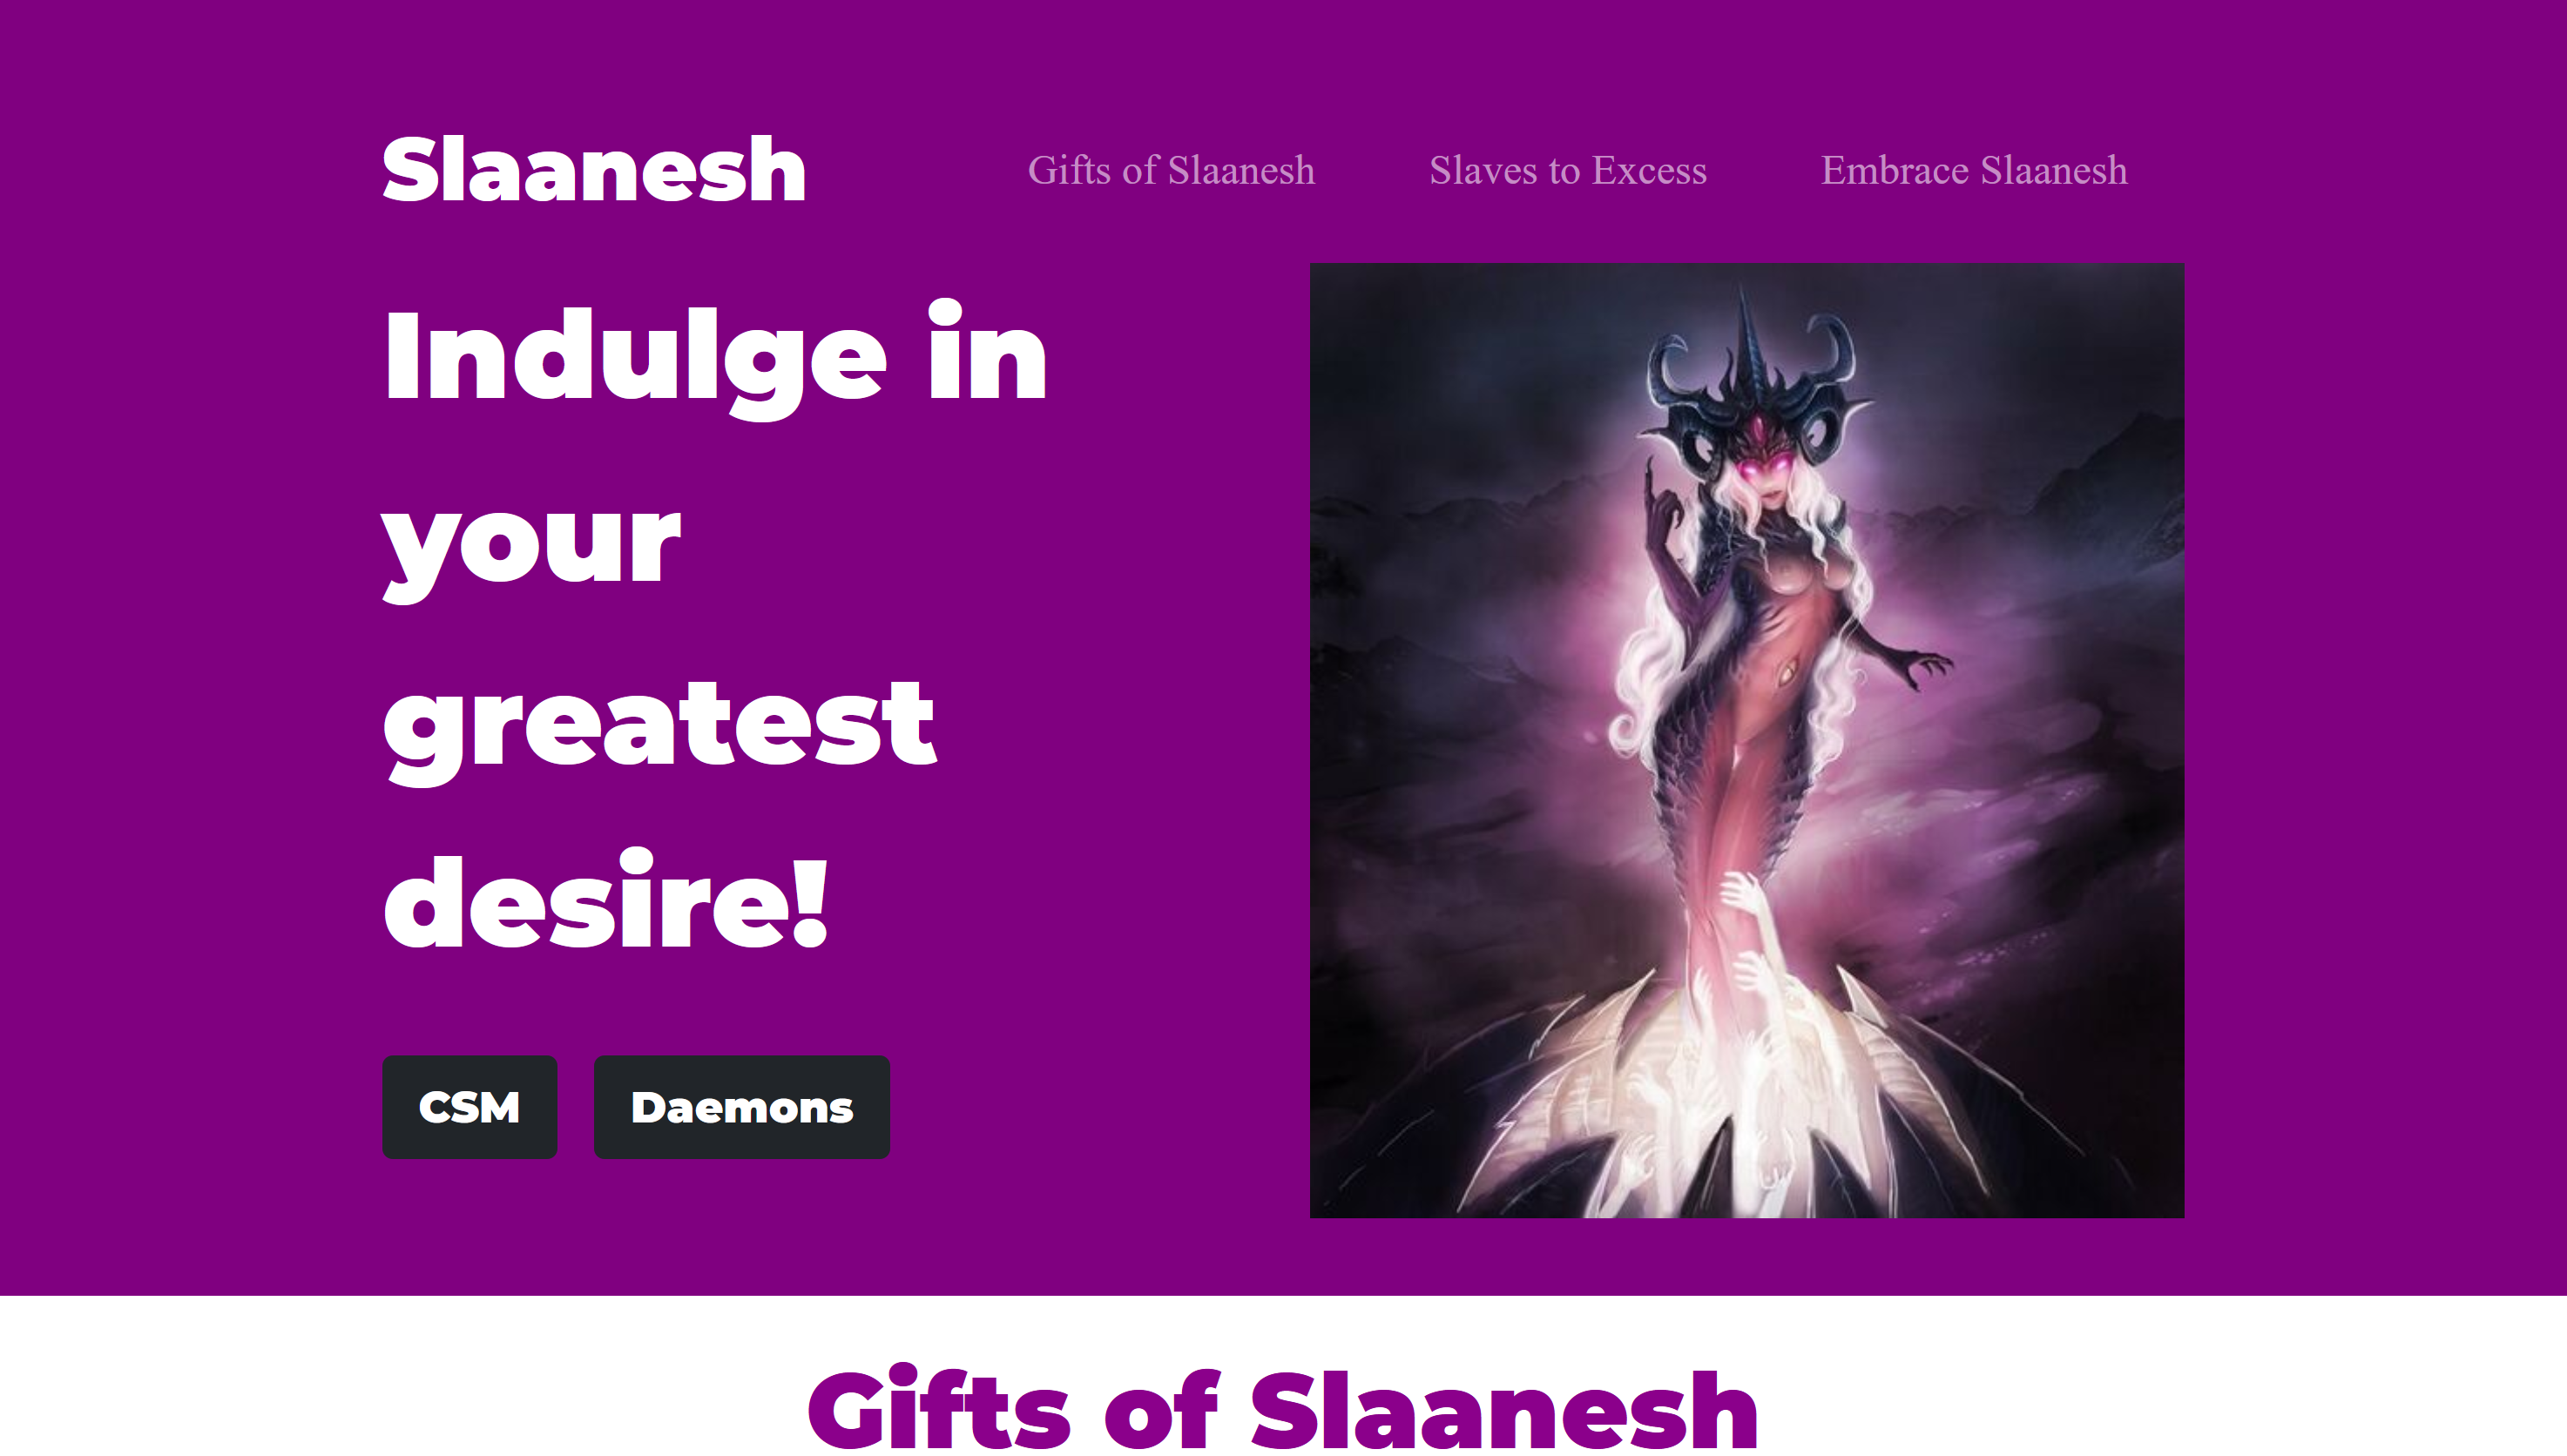 Slaanesh
Gifts of Slaanesh
Slaves to Excess
Embrace Slaanesh
Indulge in
your
greatest
desire!
CSM
Daemons
Gifts of Slaanesh